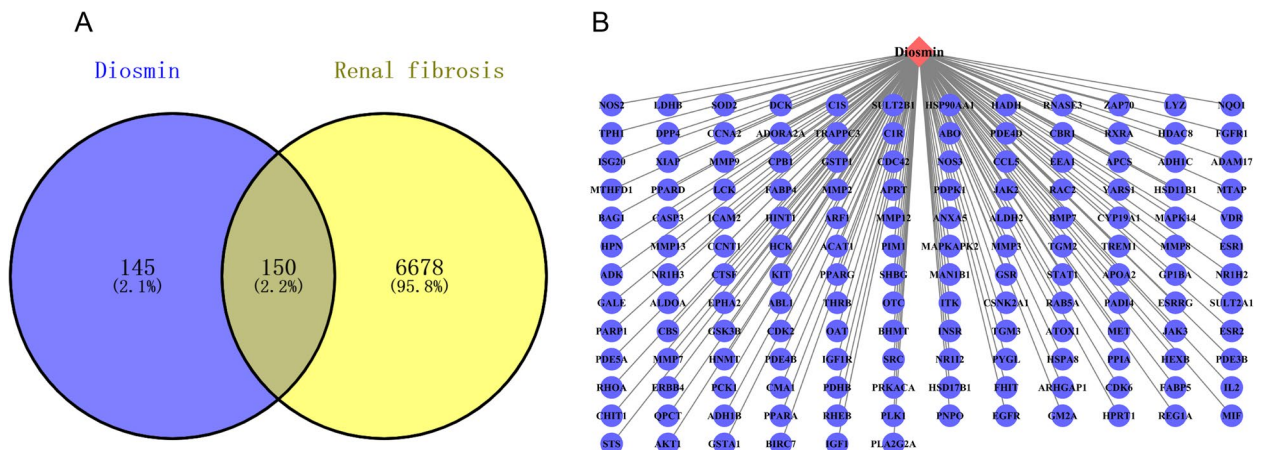 A
Diosmin
Renal fibrosis
145
(2.1%)
150
(2.2%)
6678
(95.8%)
B
Diosmin
NOS2 LDHB SOD2 DCK C1S SULT2B1 HSP90AA1 HADH RNASE3 ZAP70 LYZ NQO1
TPH1 DPP4 CCNA2 ADORA2A TRAPPC3 C1R ABO PDE4D CBR1 RXRA HDAC8 FGFR1
ISG20 XIAP MMP9 CPB1 GSTP1 CDC42 NOS3 CCL5 EEA1 APCS ADH1C ADAM17
MTHFD1 PPARD LCK FABP4 MMP2 APRT PDPK1 JAK2 RAC2 YARS1 HSD11B1 MTAP
BAG1 CASP3 ICAM2 HINT1 ARF1 MMP12 ANXA5 ALDH2 BMP7 CYP19A1 MAPK14 VDR
HPN MMP13 CCNT1 HCK ACAT1 PIM1 MAPKAPK2 MMP3 TGM2 TREM1 MMP8 ESR1
ADK NR1H3 CTSF KIT PPARG SHBG MAN1B1 GSR STAT1 APOA2 GP1BA NR1H2
GALE ALDOA EPHA2 ABL1 THRB OTC ITK CSNK2A1 RAB5A PADI4 ESRRG SULT2A1
PARP1 CBS GSK3B CDK2 OAT BHMT INSR TGM3 ATOX1 MET JAK3 ESR2
PDE5A MMP7 HNMT PDE4B IGF1R SRC NR1I2 PYGL HSPA8 PPIA HEXB PDE3B
RHOA ERBB4 PCK1 CMA1 PDHB PRKACA HSD17B1 FHIT ARHGAP1 CDK6 FABP5 IL2
CHIT1 QPCT ADH1B PPARA RHEB PLK1 PNPO EGFR GM2A HPRT1 REG1A MIF
STS AKT1 GSTA1 BIRC7 IGF1 PLA2G2A